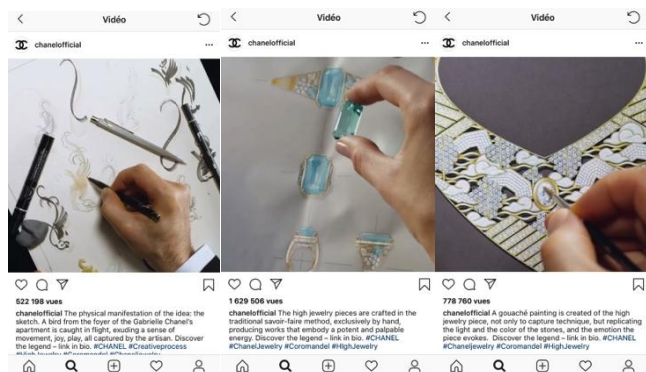 Vidéo
chanelofficial
522 198 vues
chanelofficial The physical manifestation of the idea: the
sketch. A bird from the foyer of the Gabrielle Chanel's
apartment is caught in flight, exuding a sense of
movement, joy, play, all captured by the artisan. Discover
the legend – link in bio. #CHANEL #Creativeprocess
#HighJewelry #Coromandel #Chaneljewelry
Vidéo
chanelofficial
1 629 506 vues
chanelofficial The high jewelry pieces are crafted in the
traditional savoir-faire method, exclusively by hand,
producing works that embody a potent and palpable
energy. Discover the legend – link in bio. #CHANEL
#ChanelJewelry #Coromandel #HighJewelry
Vidéo
chanelofficial
778 760 vues
chanelofficial A gouaché painting is created of the high
jewelry piece, not only to capture technique, but replicating
the light and the color of the stones, and the emotion the
piece evokes. Discover the legend – link in bio. #CHANEL
#Chaneljewelry #Coromandel #HighJewelry